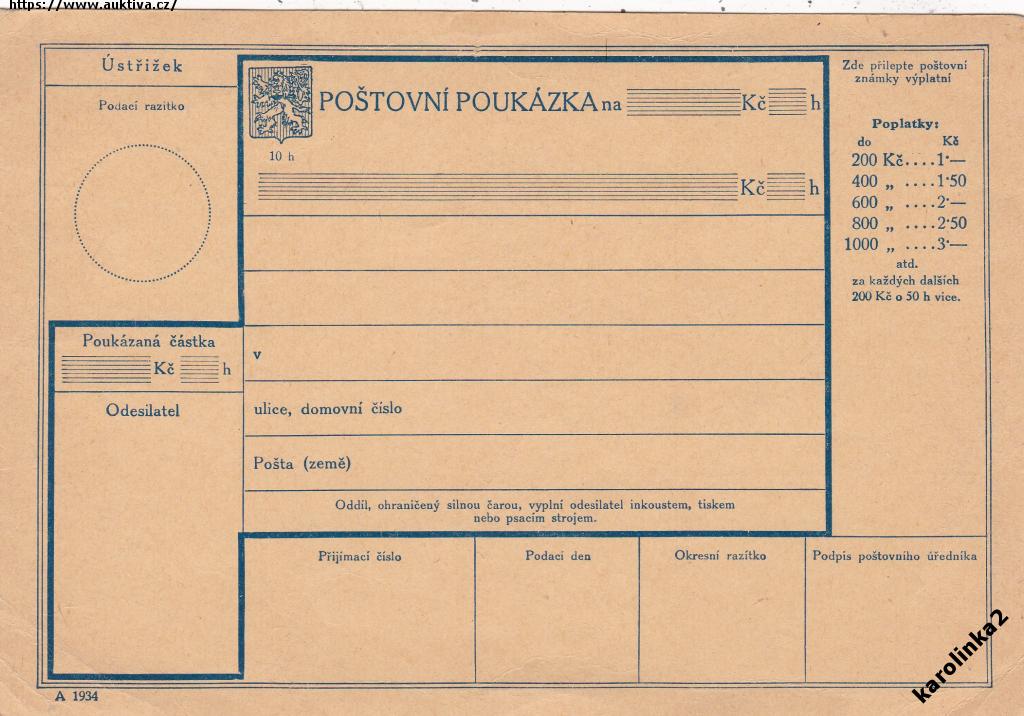 https://www.auktiva.cz/
Ústřižek
Podací razítko
Poukázaná částka
Kč h
Odesilatel
POŠTOVNÍ POUKÁZKA na Kč h
10 h
Kč h
v
ulice, domovní číslo
Pošta (země)
Oddíl, ohraničený silnou čarou, vyplní odesilatel inkoustem, tiskem
nebo psacím strojem.
Zde přilepte poštovní
známky výplatní
Poplatky:
do Kč
200 Kč....1·—
400 „ ....1·50
600 „ ....2·—
800 „ ....2·50
1000 „ ....3·—
atd.
za každých dalších
200 Kč o 50 h více.
Přijímací číslo
Podací den
Okresní razítko
Podpis poštovního úředníka
A 1934
karolinka2